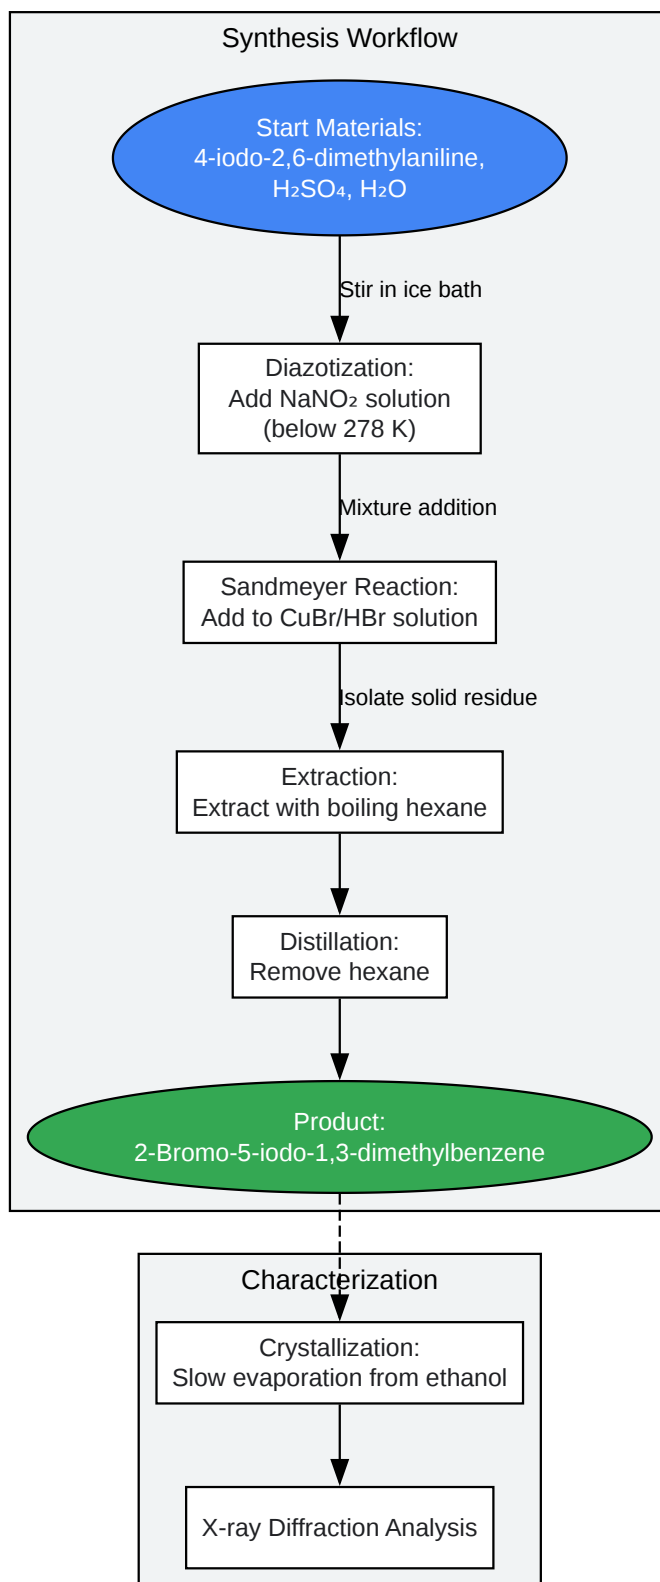 Synthesis Workflow
Start Materials:
4-iodo-2,6-dimethylaniline,
H₂SO₄, H₂O
Stir in ice bath
Diazotization:
Add NaNO₂ solution
(below 278 K)
Mixture addition
Sandmeyer Reaction:
Add to CuBr/HBr solution
Isolate solid residue
Extraction:
Extract with boiling hexane
Distillation:
Remove hexane
Product:
2-Bromo-5-iodo-1,3-dimethylbenzene
Characterization
Crystallization:
Slow evaporation from ethanol
X-ray Diffraction Analysis